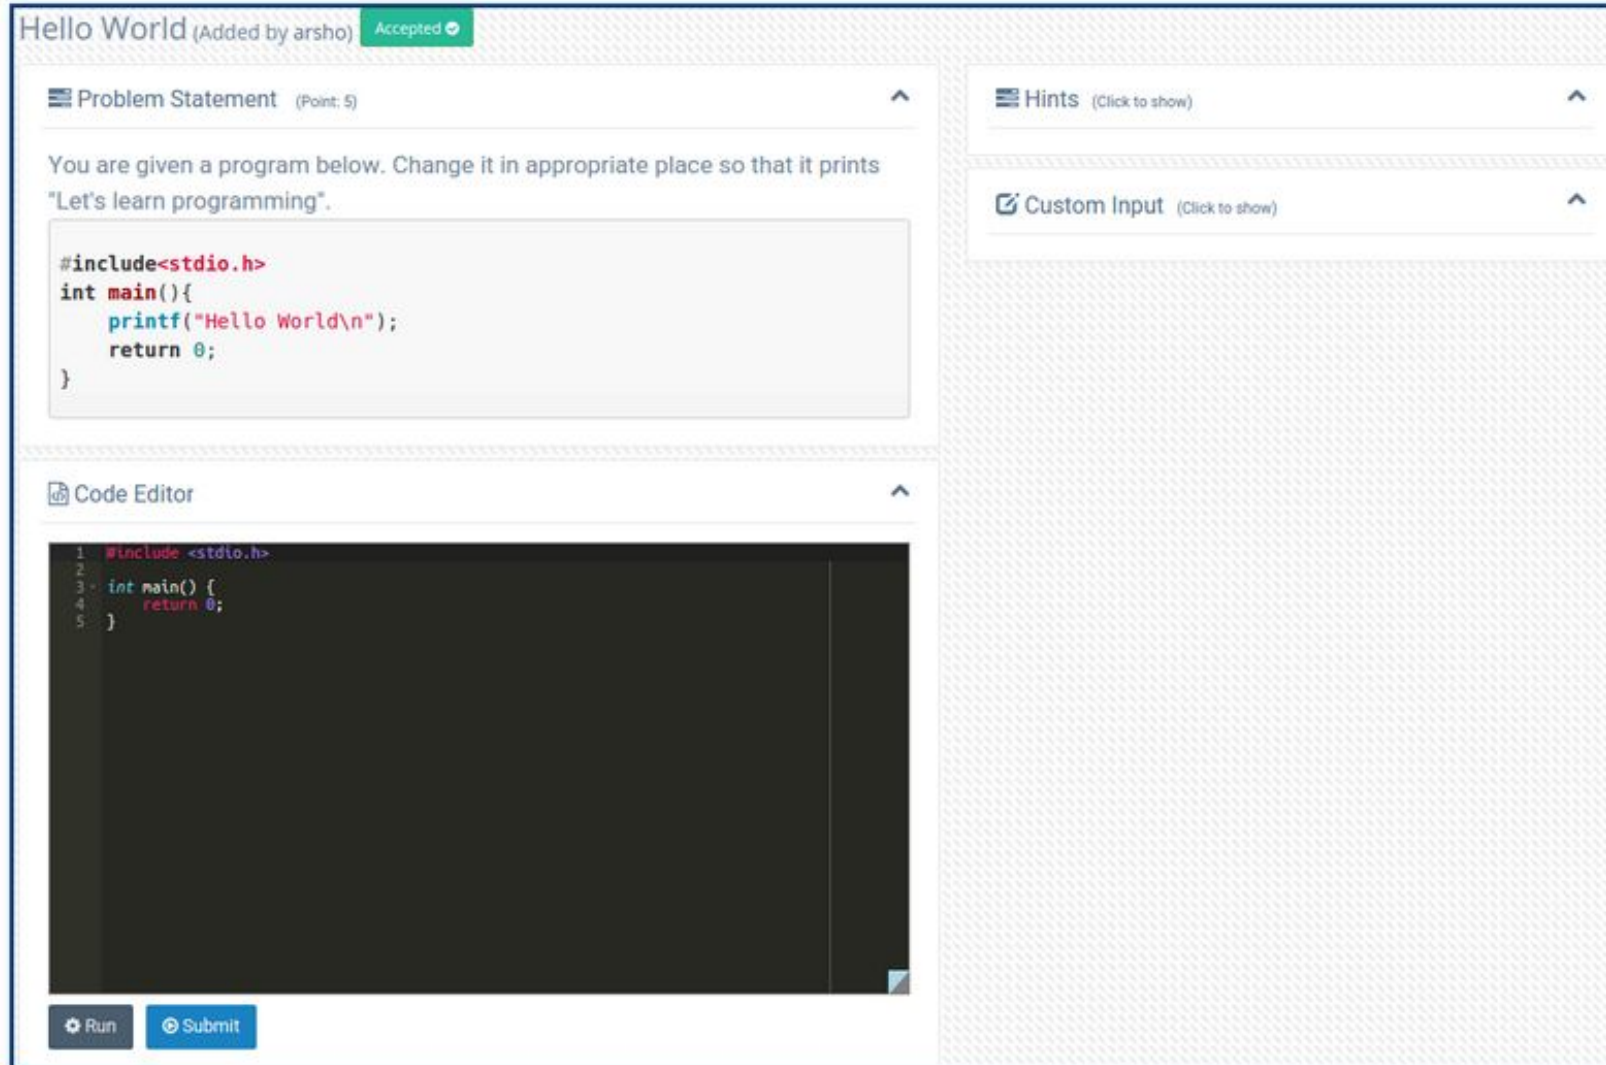 Hello World (Added by arsho) Accepted
Problem Statement (Point: 5)
You are given a program below. Change it in appropriate place so that it prints
"Let's learn programming".
#include<stdio.h>
int main(){
    printf("Hello World\n");
    return 0;
}
Code Editor
1 #include <stdio.h>
2
3 int main() {
4     return 0;
5 }
Run Submit
Hints (Click to show)
Custom Input (Click to show)